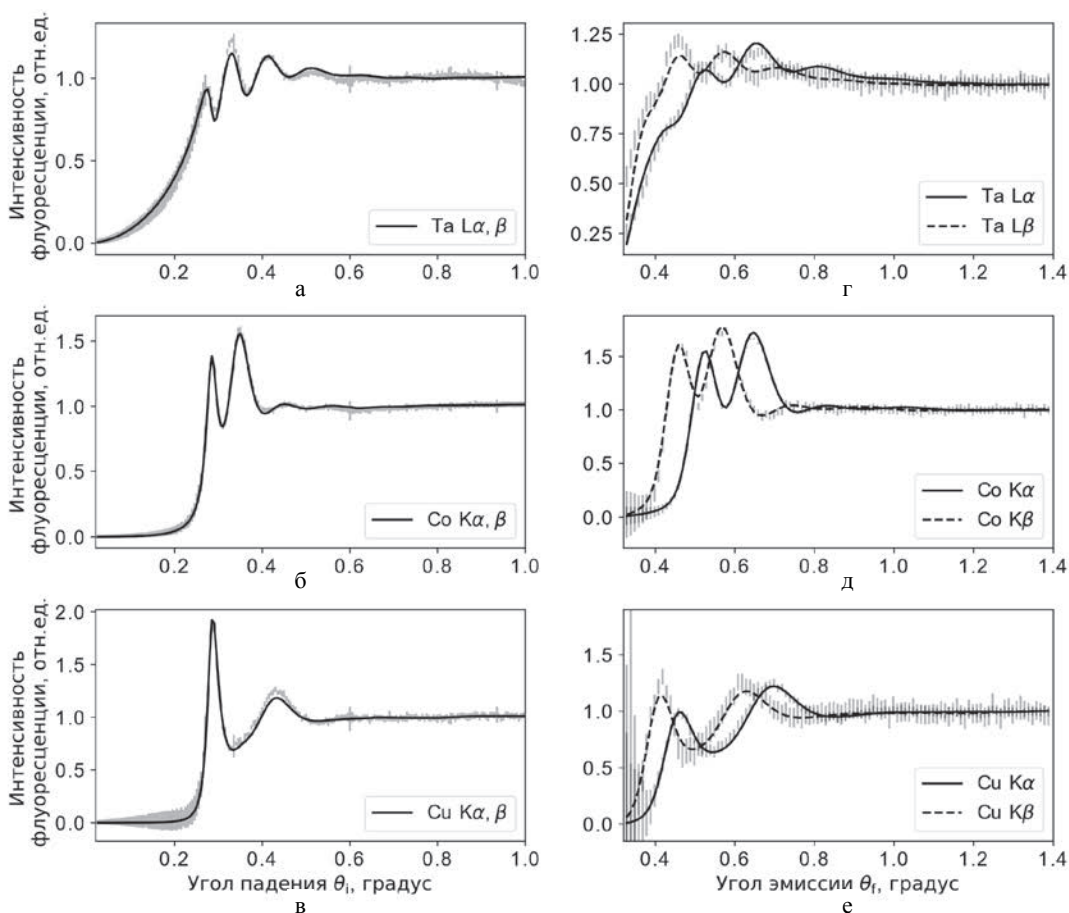 Интенсивность
флуоресценции, отн.ед.
1.0
0.5
0.0
Ta Lα, β
0.2 0.4 0.6 0.8 1.0
а
1.25
1.00
0.75
0.50
0.25
Ta Lα
Ta Lβ
0.4 0.6 0.8 1.0 1.2 1.4
г
Интенсивность
флуоресценции, отн.ед.
1.5
1.0
0.5
0.0
Co Kα, β
0.2 0.4 0.6 0.8 1.0
б
1.5
1.0
0.5
0.0
Co Kα
Co Kβ
0.4 0.6 0.8 1.0 1.2 1.4
д
Интенсивность
флуоресценции, отн.ед.
2.0
1.5
1.0
0.5
0.0
Cu Kα, β
0.2 0.4 0.6 0.8 1.0
Угол падения θi, градус
в
1.5
1.0
0.5
0.0
Cu Kα
Cu Kβ
0.4 0.6 0.8 1.0 1.2 1.4
Угол эмиссии θf, градус
е